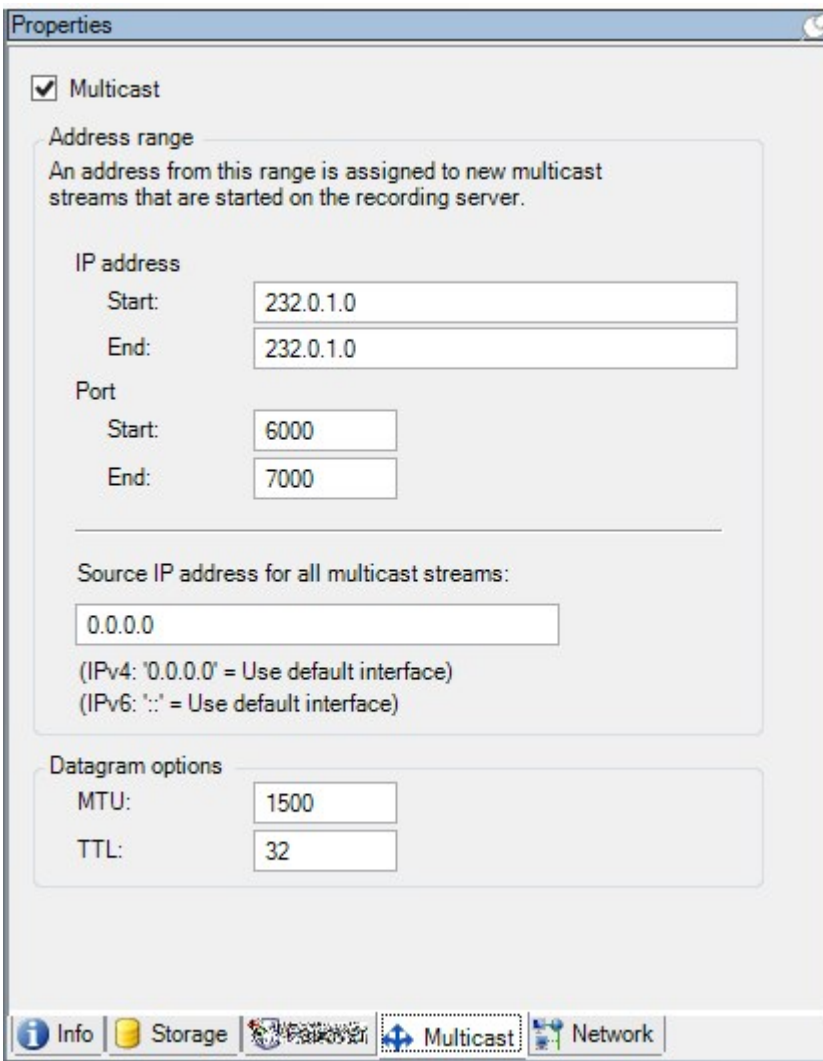 Properties
Multicast
Address range
An address from this range is assigned to new multicast
streams that are started on the recording server.
IP address
Start: 232.0.1.0
End: 232.0.1.0
Port
Start: 6000
End: 7000
Source IP address for all multicast streams:
0.0.0.0
(IPv4: '0.0.0.0' = Use default interface)
(IPv6: '::' = Use default interface)
Datagram options
MTU: 1500
TTL: 32
Info Storage Failover Multicast Network